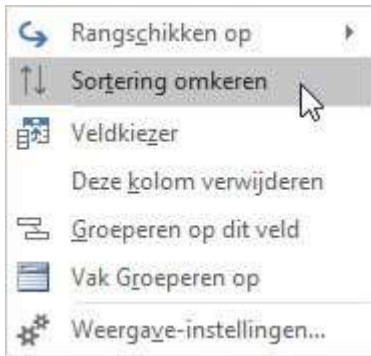 Rangschikken op
Sortering omkeren
Veldkiezer
Deze kolom verwijderen
Groeperen op dit veld
Vak Groeperen op
Weergave-instellingen...